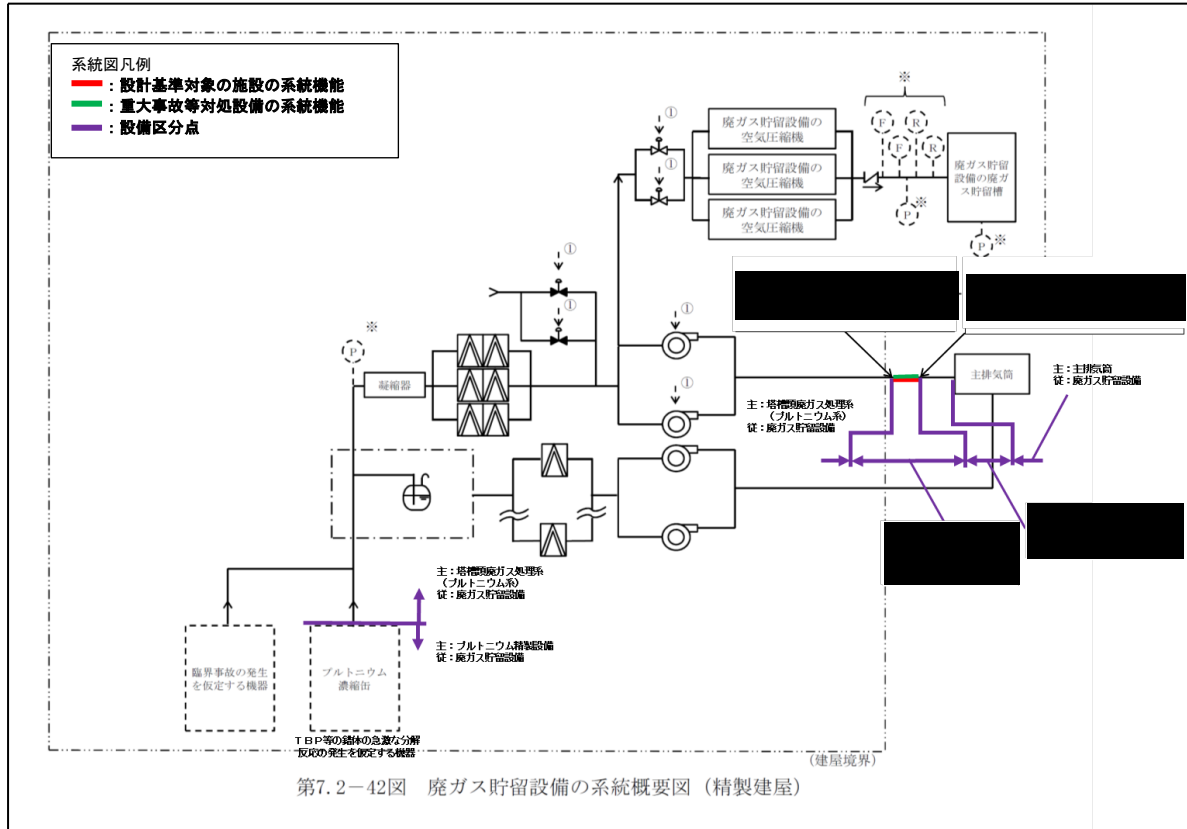 系統図凡例
：設計基準対象の施設の系統機能
：重大事故等対処設備の系統機能
：設備区分点
①
①
廃ガス貯留設備の
空気圧縮機
廃ガス貯留設備の
空気圧縮機
廃ガス貯留設備の
空気圧縮機
※
F
R
F
R
P
※
廃ガス貯留
設備の廃ガ
ス貯留槽
P
※
①
①
※
P
凝縮器
①
①
主排気筒
主：主排気筒
従：廃ガス貯留設備
主：塔槽類廃ガス処理系
（プルトニウム系）
従：廃ガス貯留設備
主：塔槽類廃ガス処理系
（プルトニウム系）
従：廃ガス貯留設備
主：プルトニウム精製設備
従：廃ガス貯留設備
臨界事故の発生
を仮定する機器
プルトニウム
濃縮缶
ＴＢＰ等の錯体の急激な分解
反応の発生を仮定する機器
(建屋境界)
第7.2－42図　廃ガス貯留設備の系統概要図（精製建屋）